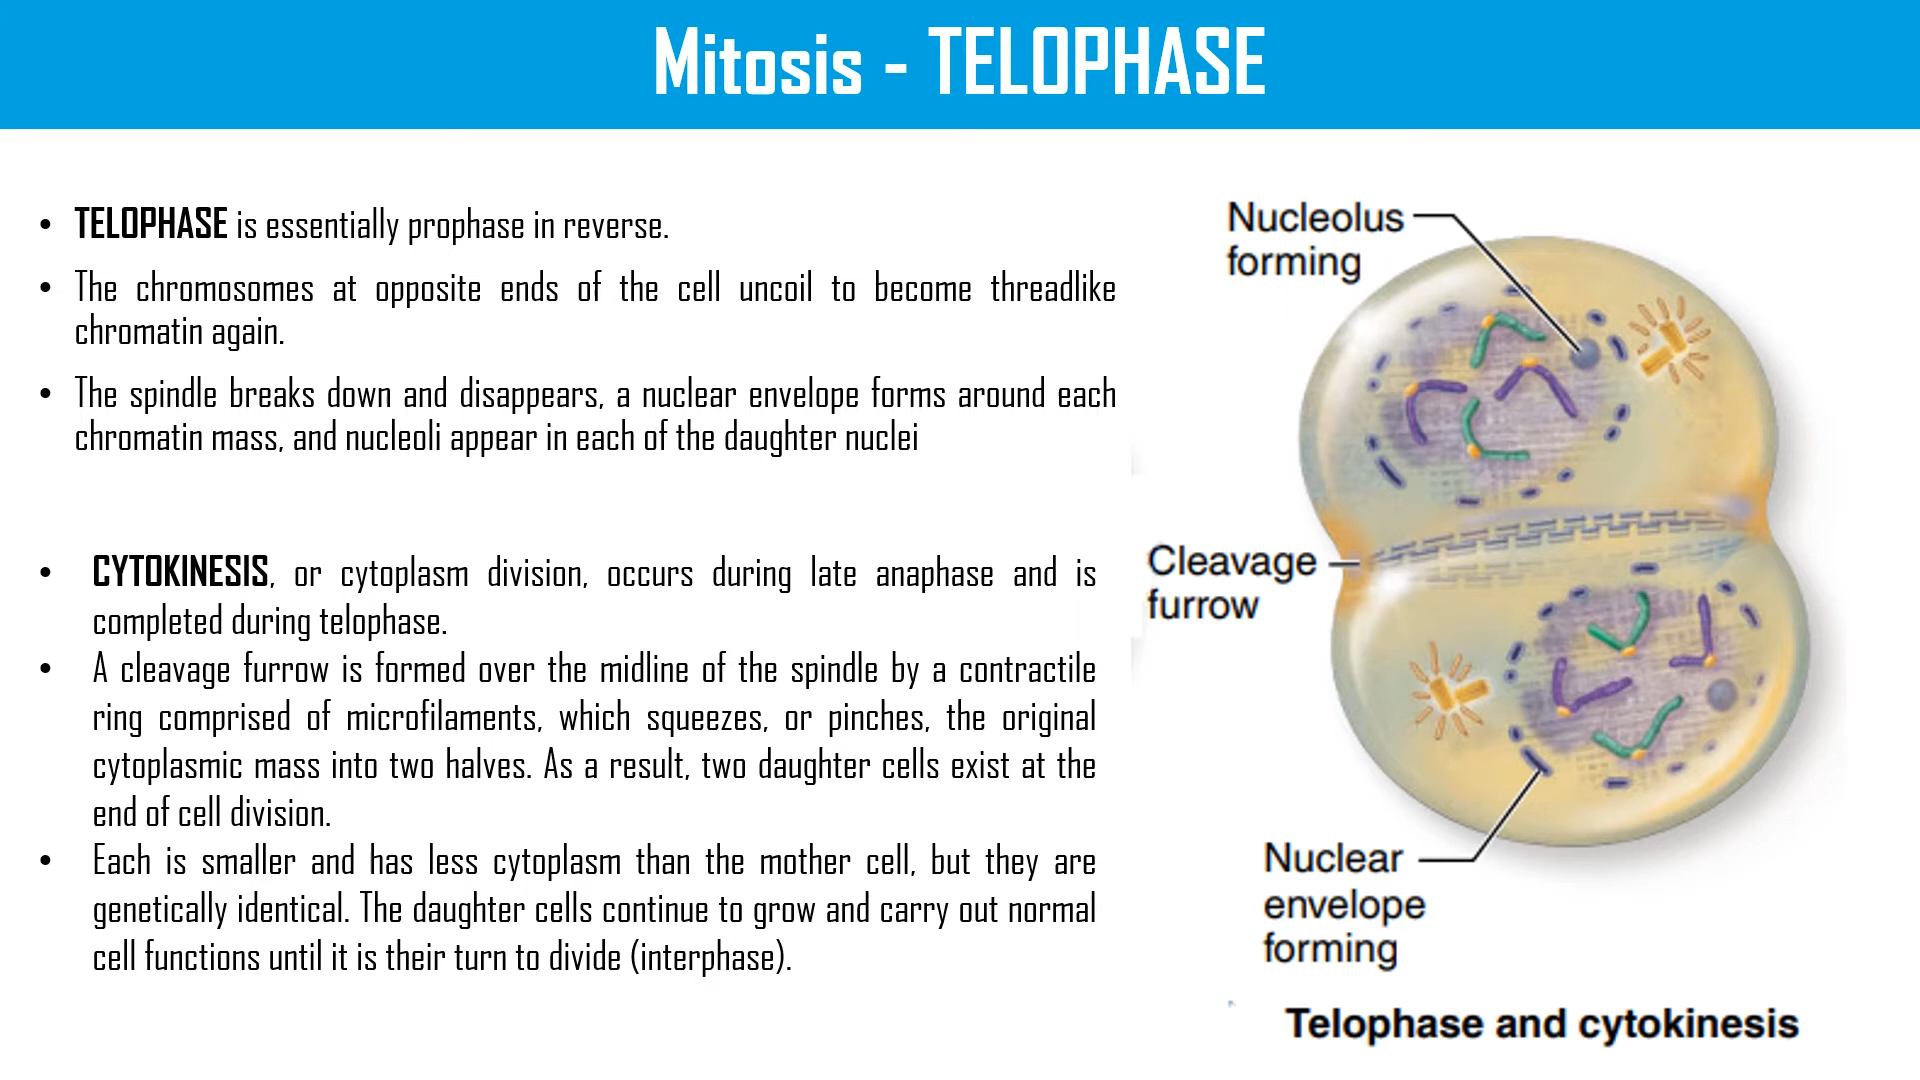 Mitosis - TELOPHASE
• TELOPHASE is essentially prophase in reverse.
• The chromosomes at opposite ends of the cell uncoil to become threadlike
chromatin again.
• The spindle breaks down and disappears, a nuclear envelope forms around each
chromatin mass, and nucleoli appear in each of the daughter nuclei
• CYTOKINESIS, or cytoplasm division, occurs during late anaphase and is
completed during telophase.
• A cleavage furrow is formed over the midline of the spindle by a contractile
ring comprised of microfilaments, which squeezes, or pinches, the original
cytoplasmic mass into two halves. As a result, two daughter cells exist at the
end of cell division.
• Each is smaller and has less cytoplasm than the mother cell, but they are
genetically identical. The daughter cells continue to grow and carry out normal
cell functions until it is their turn to divide (interphase).
Nucleolus
forming
Cleavage
furrow
Nuclear
envelope
forming
Telophase and cytokinesis